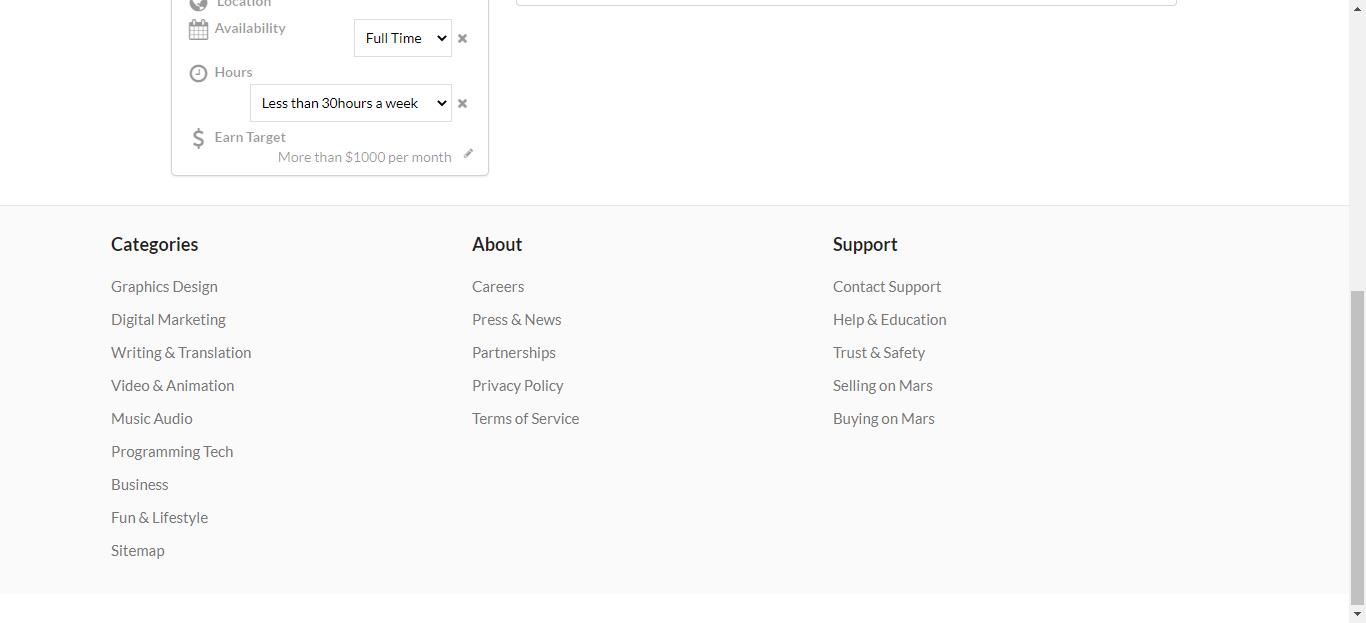 Location
Availability
Full Time
Hours
Less than 30hours a week
Earn Target
More than $1000 per month
Categories
Graphics Design
Digital Marketing
Writing & Translation
Video & Animation
Music Audio
Programming Tech
Business
Fun & Lifestyle
Sitemap
About
Careers
Press & News
Partnerships
Privacy Policy
Terms of Service
Support
Contact Support
Help & Education
Trust & Safety
Selling on Mars
Buying on Mars